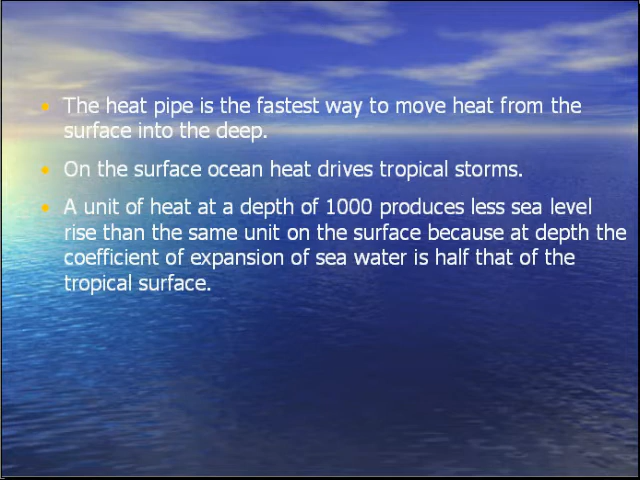 • The heat pipe is the fastest way to move heat from the
surface into the deep.
• On the surface ocean heat drives tropical storms.
• A unit of heat at a depth of 1000 produces less sea level
rise than the same unit on the surface because at depth the
coefficient of expansion of sea water is half that of the
tropical surface.